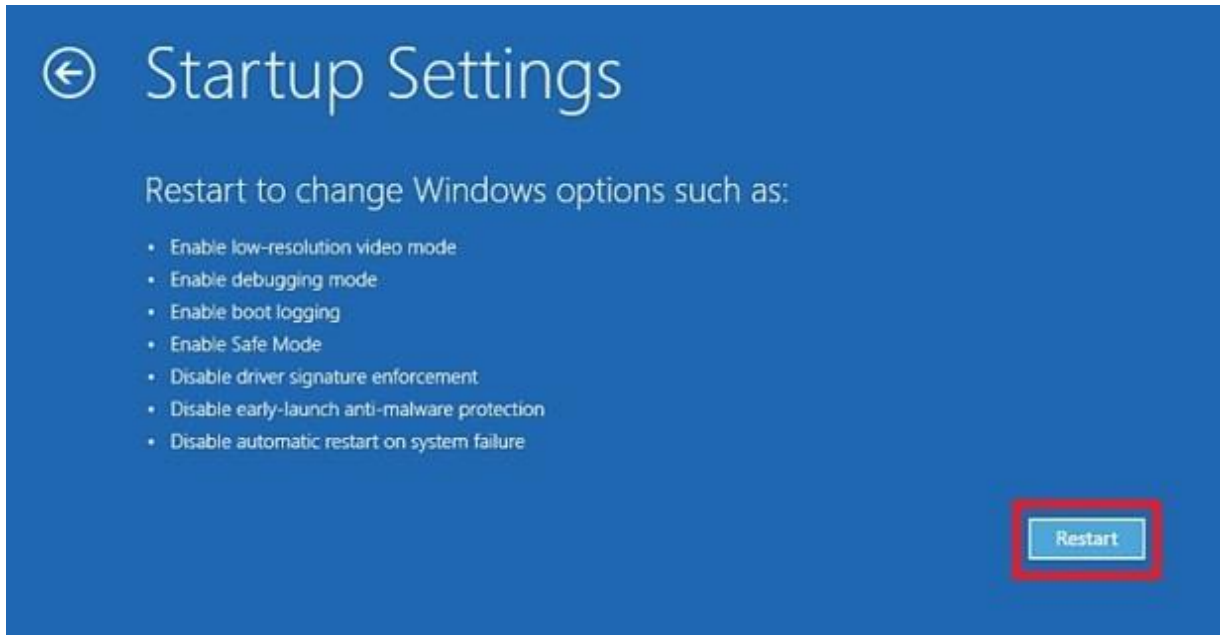 Startup Settings
Restart to change Windows options such as:
• Enable low-resolution video mode
• Enable debugging mode
• Enable boot logging
• Enable Safe Mode
• Disable driver signature enforcement
• Disable early-launch anti-malware protection
• Disable automatic restart on system failure
Restart